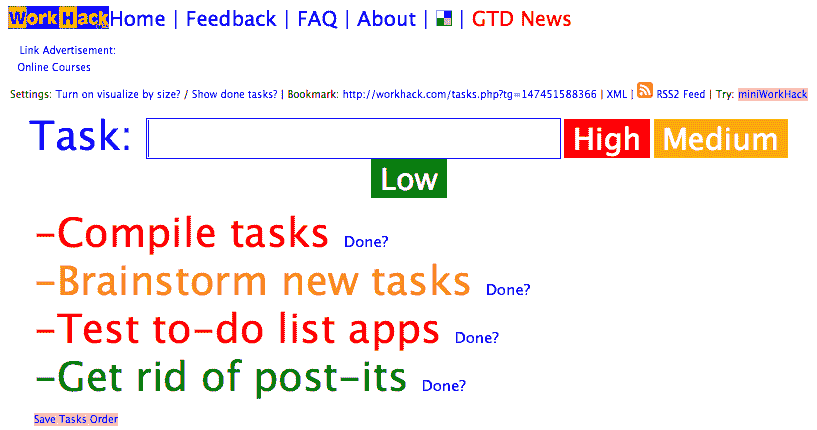 Work Hack Home | Feedback | FAQ | About | | GTD News
Link Advertisement:
Online Courses
Settings: Turn on visualize by size? / Show done tasks? | Bookmark: http://workhack.com/tasks.php?tg=147451588366 | XML | RSS2 Feed | Try: miniWorkHack
Task: High Medium
Low
-Compile tasks Done?
-Brainstorm new tasks Done?
-Test to-do list apps Done?
-Get rid of post-its Done?
Save Tasks Order